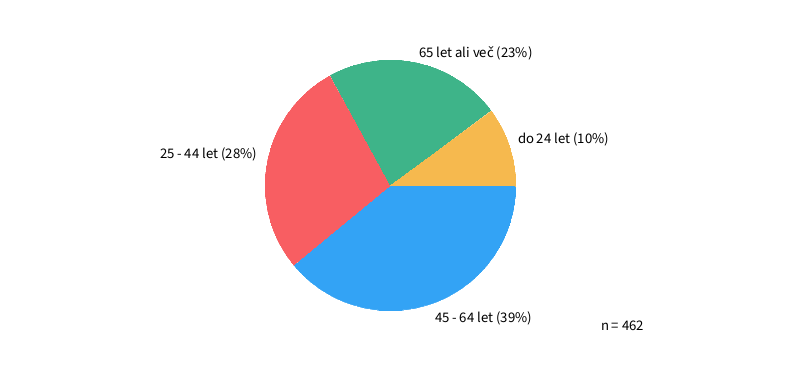 65 let ali več (23%)
do 24 let (10%)
25 - 44 let (28%)
45 - 64 let (39%)
n = 462